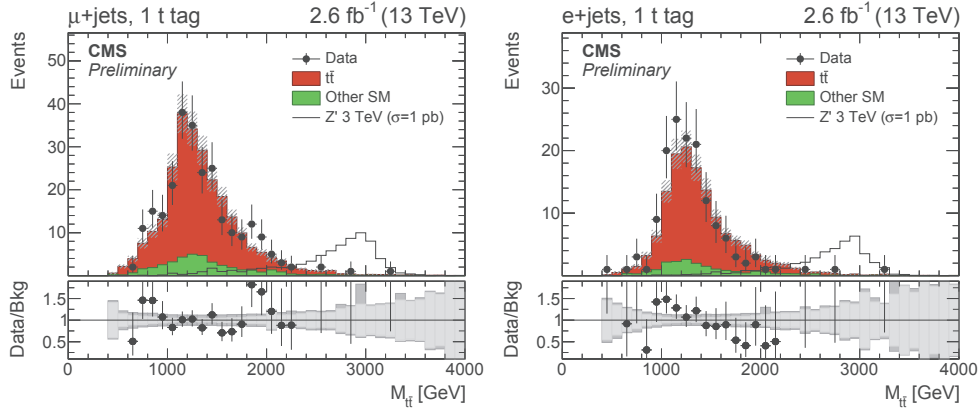 μ+jets, 1 t tag 2.6 fb⁻¹ (13 TeV)
CMS
Preliminary
Data
tt̄
Other SM
Z' 3 TeV (σ=1 pb)
Events
50
40
30
20
10
Data/Bkg
1.5
1
0.5
0 1000 2000 3000 4000
M_tt̄ [GeV]
e+jets, 1 t tag 2.6 fb⁻¹ (13 TeV)
CMS
Preliminary
Data
tt̄
Other SM
Z' 3 TeV (σ=1 pb)
Events
30
20
10
Data/Bkg
1.5
1
0.5
0 1000 2000 3000 4000
M_tt̄ [GeV]